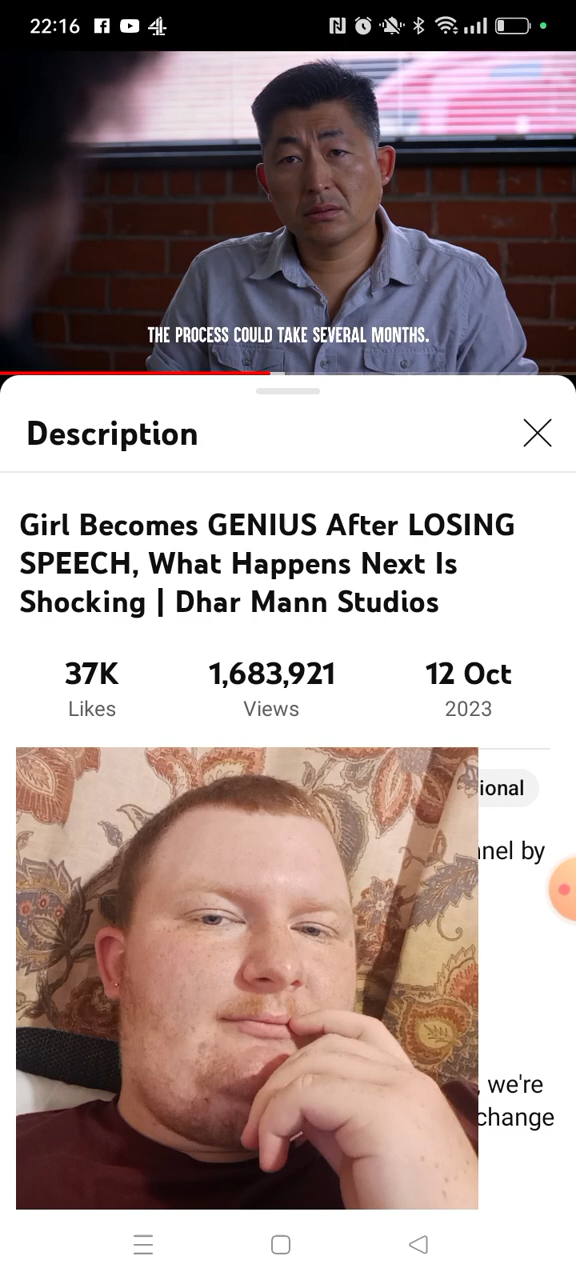 22:16
THE PROCESS COULD TAKE SEVERAL MONTHS.
Description
Girl Becomes GENIUS After LOSING
SPEECH, What Happens Next Is
Shocking | Dhar Mann Studios
37K 1,683,921 12 Oct
Likes Views 2023
ional
nnel by
, we're
change